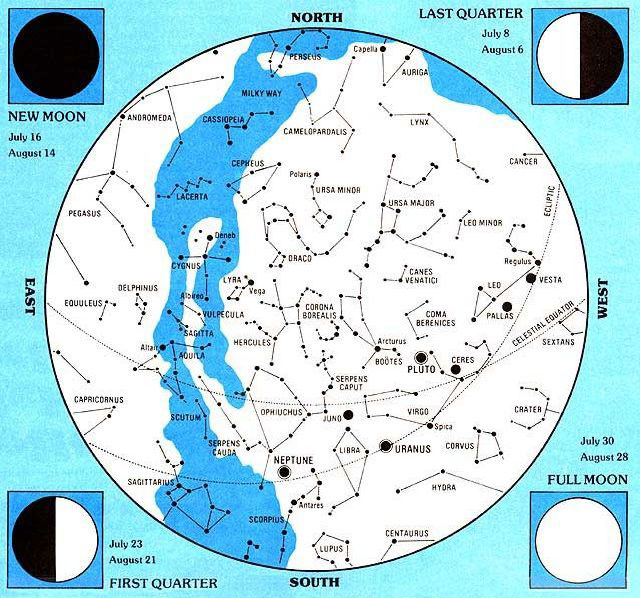 NORTH
LAST QUARTER
July 8
August 6
NEW MOON
July 16
August 14
PERSEUS
Capella
AURIGA
MILKY WAY
ANDROMEDA
CASSIOPEIA
CAMELOPARDALIS
LYNX
CEPHEUS
CANCER
Polaris
URSA MINOR
LACERTA
URSA MAJOR
ECLIPTIC
PEGASUS
LEO MINOR
Deneb
CYGNUS
DRACO
Regulus
CANES
VENATICI
VESTA
EAST
WEST
LYRA
Vega
LEO
DELPHINUS
Albireo
EQUULEUS
VULPECULA
CORONA
BOREALIS
COMA
BERENICES
PALLAS
CELESTIAL EQUATOR
SAGITTA
HERCULES
Arcturus
SEXTANS
Altair
AQUILA
BOÖTES
PLUTO
CERES
SERPENS
CAPUT
CAPRICORNUS
SCUTUM
OPHIUCHUS
JUNO
VIRGO
Spica
CRATER
SERPENS
CAUDA
LIBRA
URANUS
CORVUS
July 30
August 28
FULL MOON
NEPTUNE
SAGITTARIUS
HYDRA
Antares
SCORPIUS
LUPUS
CENTAURUS
July 23
August 21
FIRST QUARTER
SOUTH